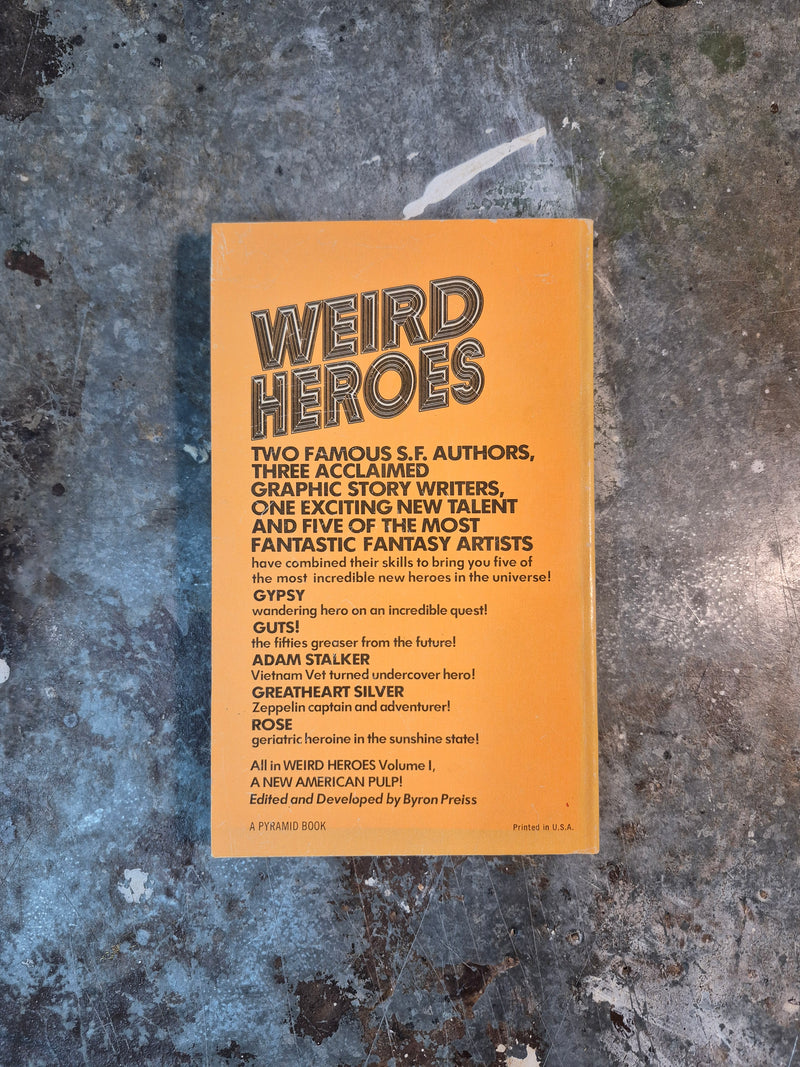 WEIRD
HEROES
TWO FAMOUS S.F. AUTHORS,
THREE ACCLAIMED
GRAPHIC STORY WRITERS,
ONE EXCITING NEW TALENT
AND FIVE OF THE MOST
FANTASTIC FANTASY ARTISTS
have combined their skills to bring you five of
the most incredible new heroes in the universe!
GYPSY
wandering hero on an incredible quest!
GUTS!
the fifties greaser from the future!
ADAM STALKER
Vietnam Vet turned undercover hero!
GREATHEART SILVER
Zeppelin captain and adventurer!
ROSE
geriatric heroine in the sunshine state!
All in WEIRD HEROES Volume I,
A NEW AMERICAN PULP!
Edited and Developed by Byron Preiss
A PYRAMID BOOK Printed in U.S.A.